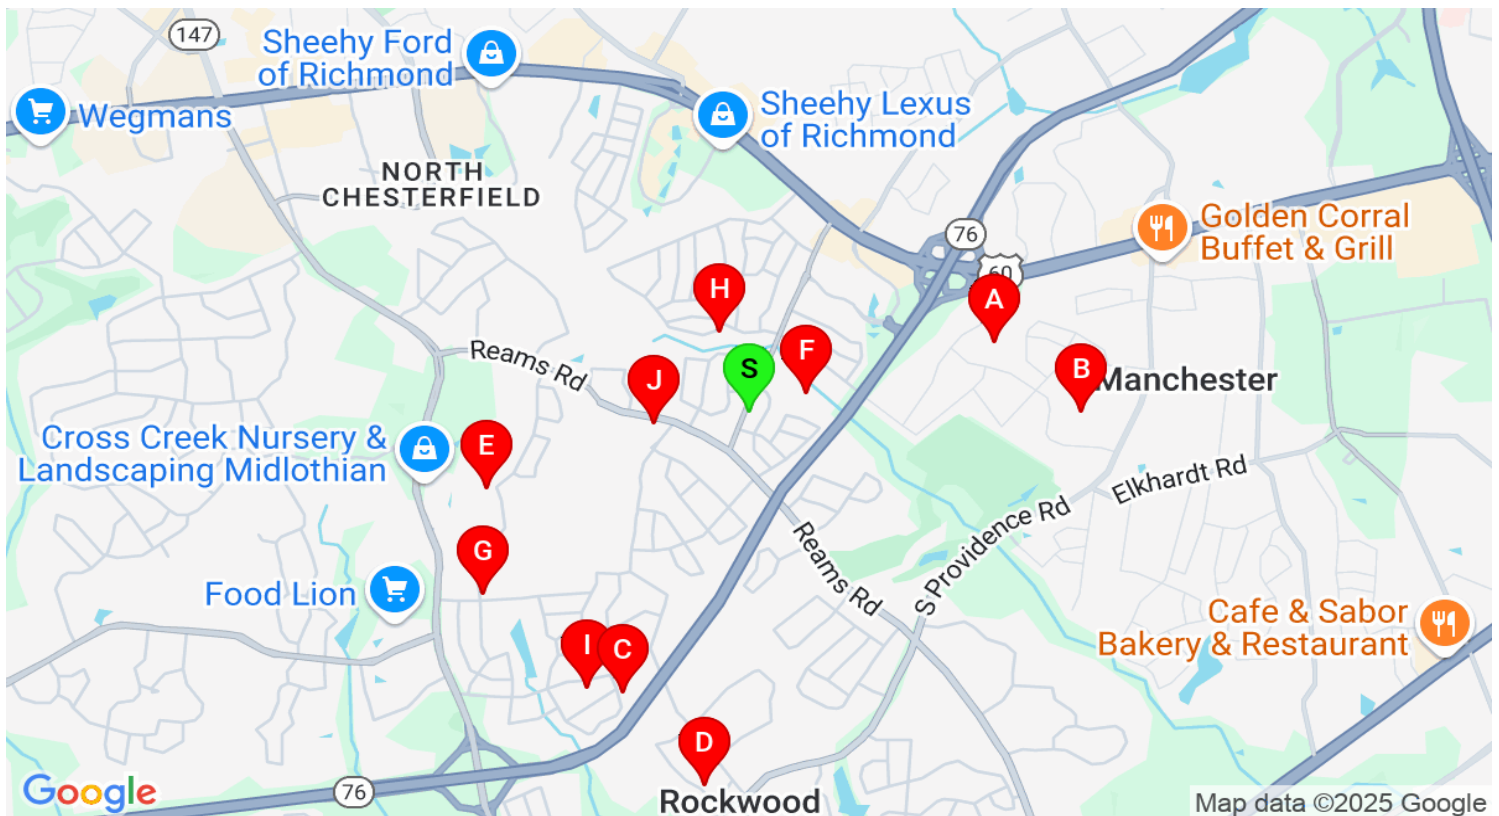 147
Sheehy Ford
of Richmond
Wegmans
Sheehy Lexus
of Richmond
NORTH
CHESTERFIELD
Golden Corral
Buffet & Grill
76
60
H
A
Reams Rd
F
S
J
B
Manchester
Cross Creek Nursery &
Landscaping Midlothian
E
Elkhardt Rd
G
S Providence Rd
Reams Rd
Food Lion
Cafe & Sabor
Bakery & Restaurant
I
C
D
76
Google
Rockwood
Map data ©2025 Google